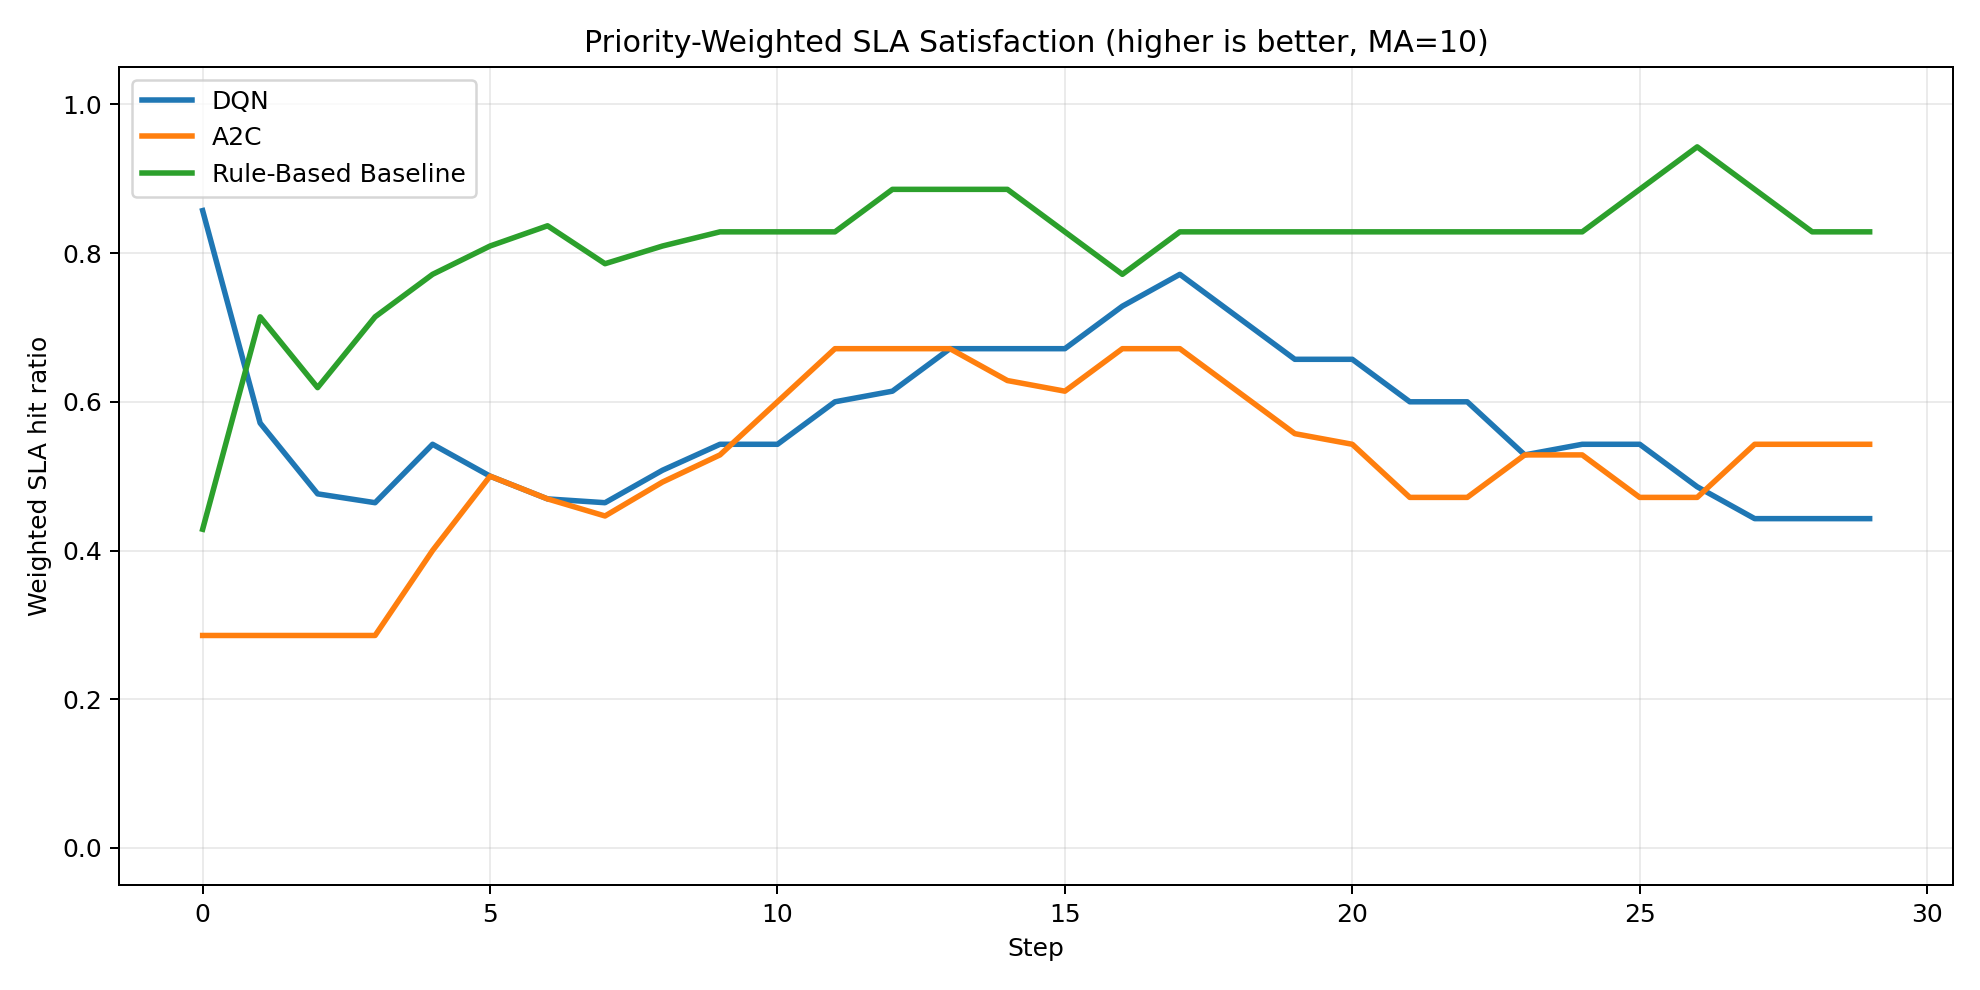 Priority-Weighted SLA Satisfaction (higher is better, MA=10)
DQN
A2C
Rule-Based Baseline
Weighted SLA hit ratio
1.0
0.8
0.6
0.4
0.2
0.0
0 5 10 15 20 25 30
Step